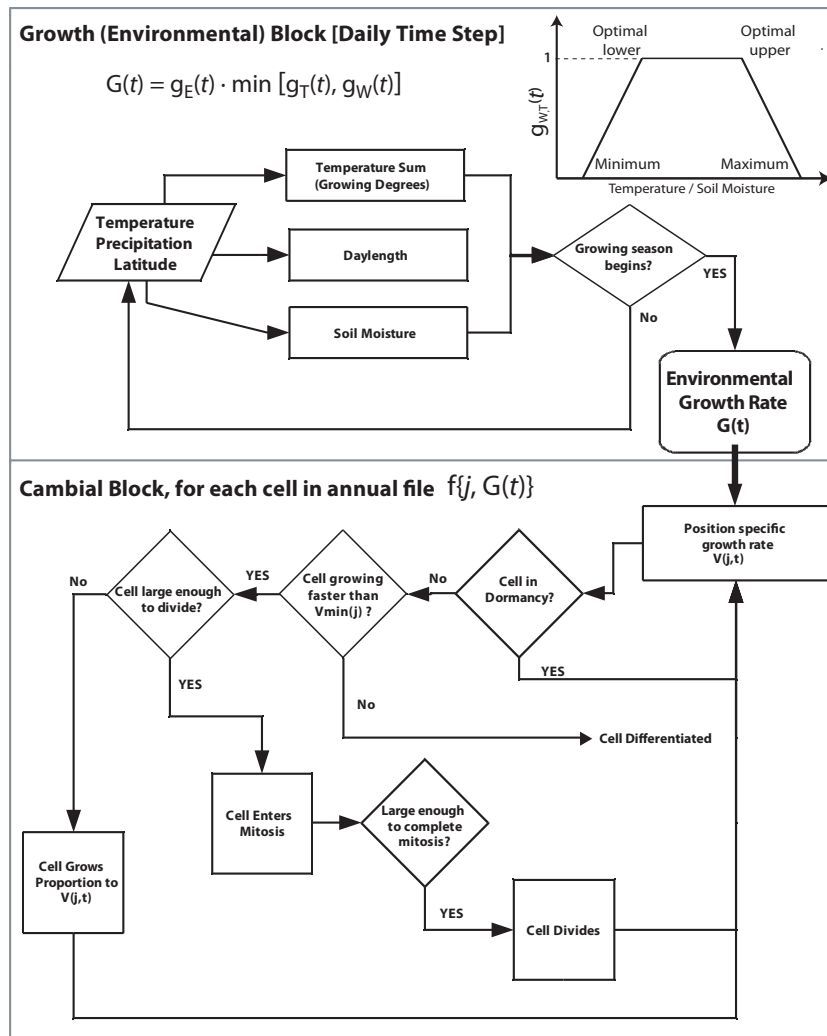 Growth (Environmental) Block [Daily Time Step]
G(t) = gE(t) · min [gT(t), gW(t)]
Optimal
lower
Optimal
upper
1
gW,T(t)
Minimum
Maximum
Temperature / Soil Moisture
Temperature Sum
(Growing Degrees)
Temperature
Precipitation
Latitude
Daylength
Soil Moisture
Growing season
begins?
YES
No
Environmental
Growth Rate
G(t)
Cambial Block, for each cell in annual file f{j, G(t)}
Position specific
growth rate
V(j,t)
Cell in
Dormancy?
No
YES
Cell growing
faster than
Vmin(j) ?
YES
No
Cell Differentiated
Cell large enough
to divide?
No
YES
Cell Enters
Mitosis
Large enough
to complete
mitosis?
YES
Cell Divides
Cell Grows
Proportion to
V(j,t)